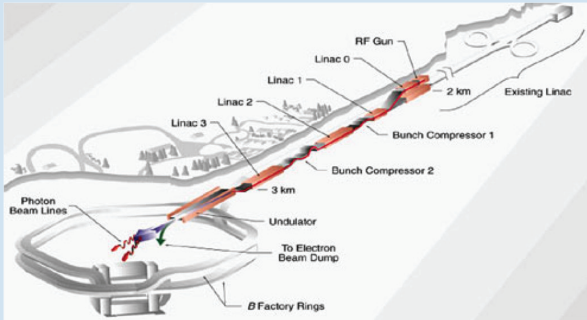 RF Gun
Linac 0
Linac 1
Linac 2
Linac 3
2 km
Existing Linac
Bunch Compressor 1
Bunch Compressor 2
3 km
Photon
Beam Lines
Undulator
To Electron
Beam Dump
B Factory Rings